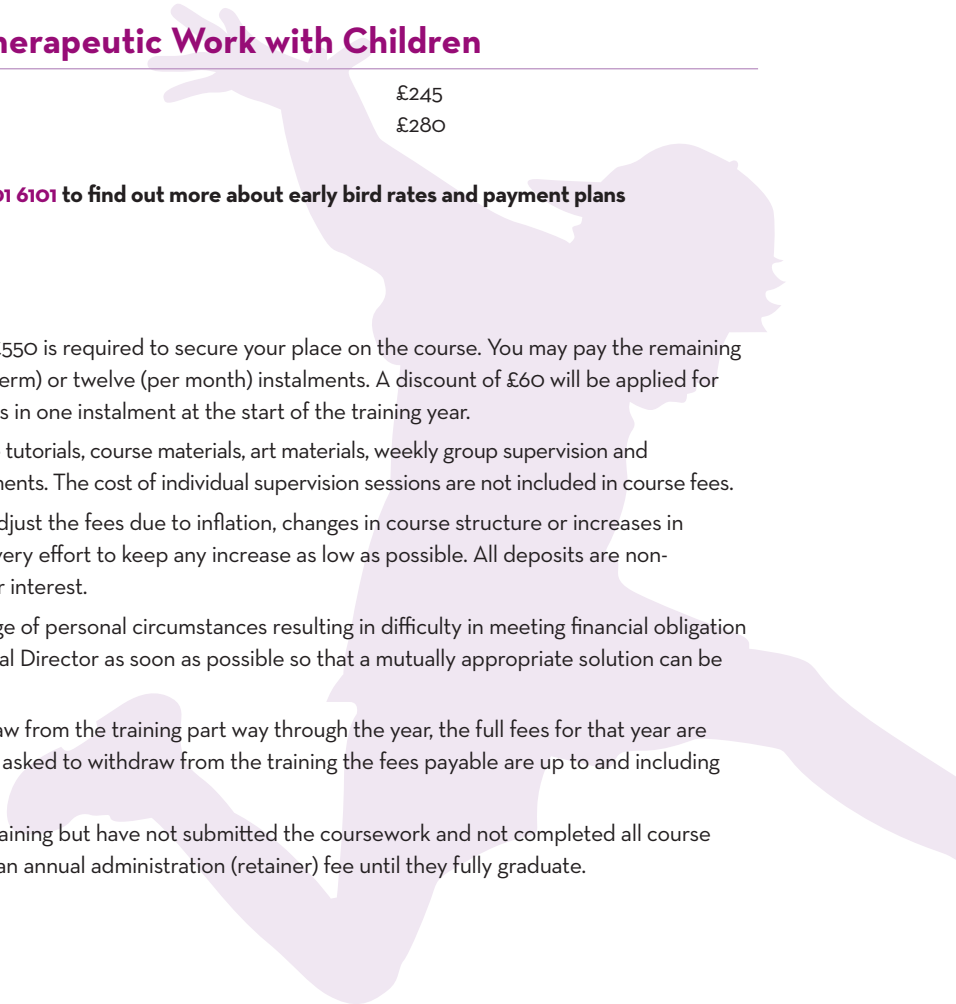 herapeutic Work with Children
£245
£280
01 6101 to find out more about early bird rates and payment plans
£550 is required to secure your place on the course. You may pay the remaining
erm) or twelve (per month) instalments. A discount of £60 will be applied for
s in one instalment at the start of the training year.
tutorials, course materials, art materials, weekly group supervision and
ents. The cost of individual supervision sessions are not included in course fees.
djust the fees due to inflation, changes in course structure or increases in
very effort to keep any increase as low as possible. All deposits are non-
r interest.
ge of personal circumstances resulting in difficulty in meeting financial obligation
al Director as soon as possible so that a mutually appropriate solution can be
aw from the training part way through the year, the full fees for that year are
asked to withdraw from the training the fees payable are up to and including
aining but have not submitted the coursework and not completed all course
an annual administration (retainer) fee until they fully graduate.